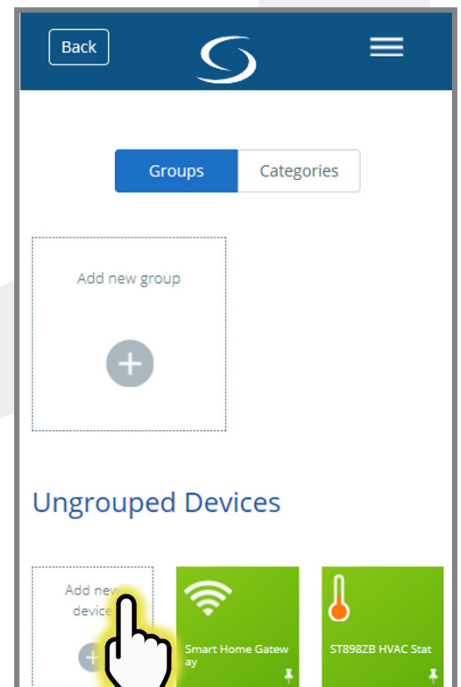 Back
Groups
Categories
Add new group
Ungrouped Devices
Add new
device
Smart Home Gatew
ay
ST898ZB HVAC Stat